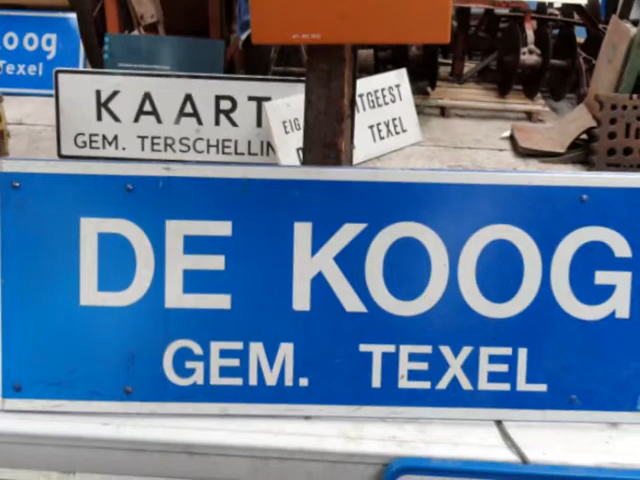 oog
Texel
KAART
GEM. TERSCHELLIN
EIG.
TGEEST
TEXEL
DE KOOG
GEM. TEXEL